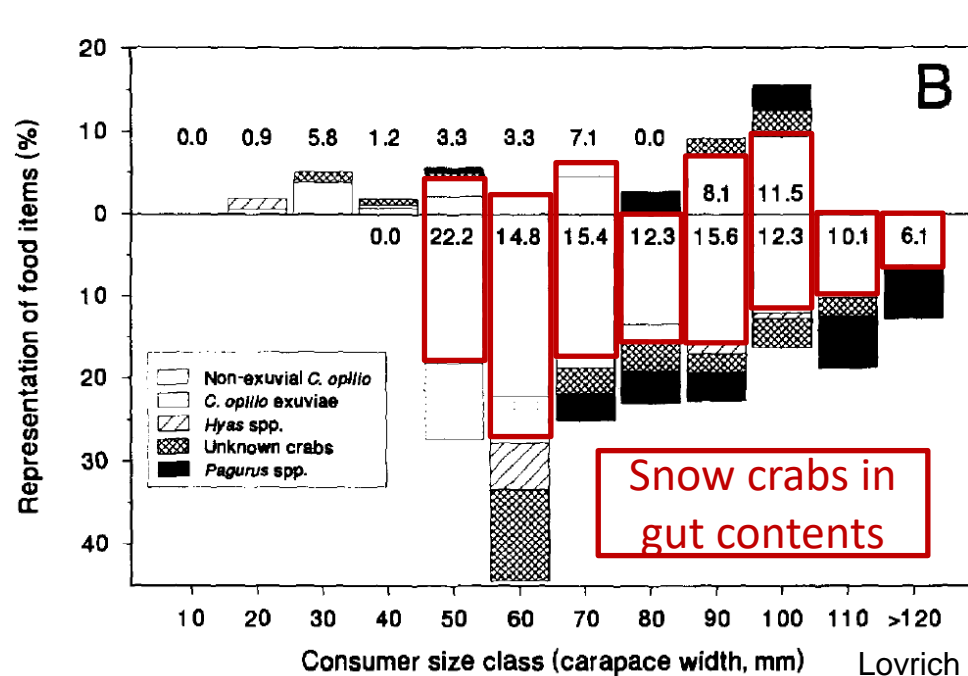 B
Representation of food items (%)
20
10
0
10
20
30
40
0.0 0.9 5.8 1.2 3.3 3.3 7.1 0.0
8.1 11.5
0.0 22.2 14.8 15.4 12.3 15.6 12.3 10.1 6.1
Non-exuvial C. opilio
C. opilio exuviae
Hyas spp.
Unknown crabs
Pagurus spp.
Snow crabs in
gut contents
10 20 30 40 50 60 70 80 90 100 110 >120
Consumer size class (carapace width, mm)
Lovrich